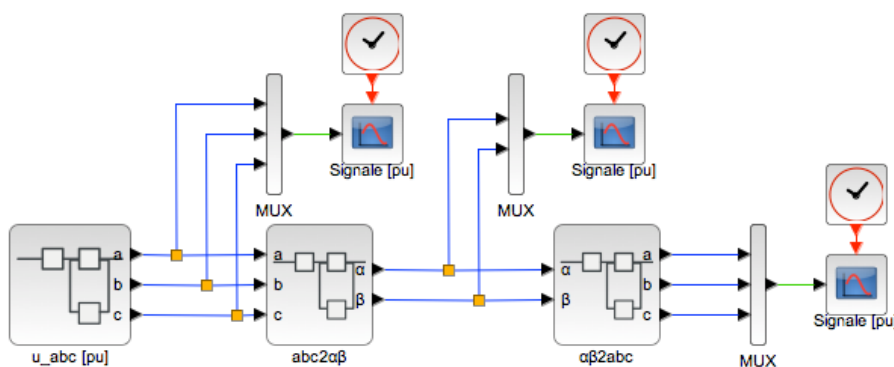 Signale [pu]
Signale [pu]
MUX
MUX
a
b
c
a
b
c
α
β
α
β
a
b
c
u_abc [pu]
abc2αβ
αβ2abc
MUX
Signale [pu]